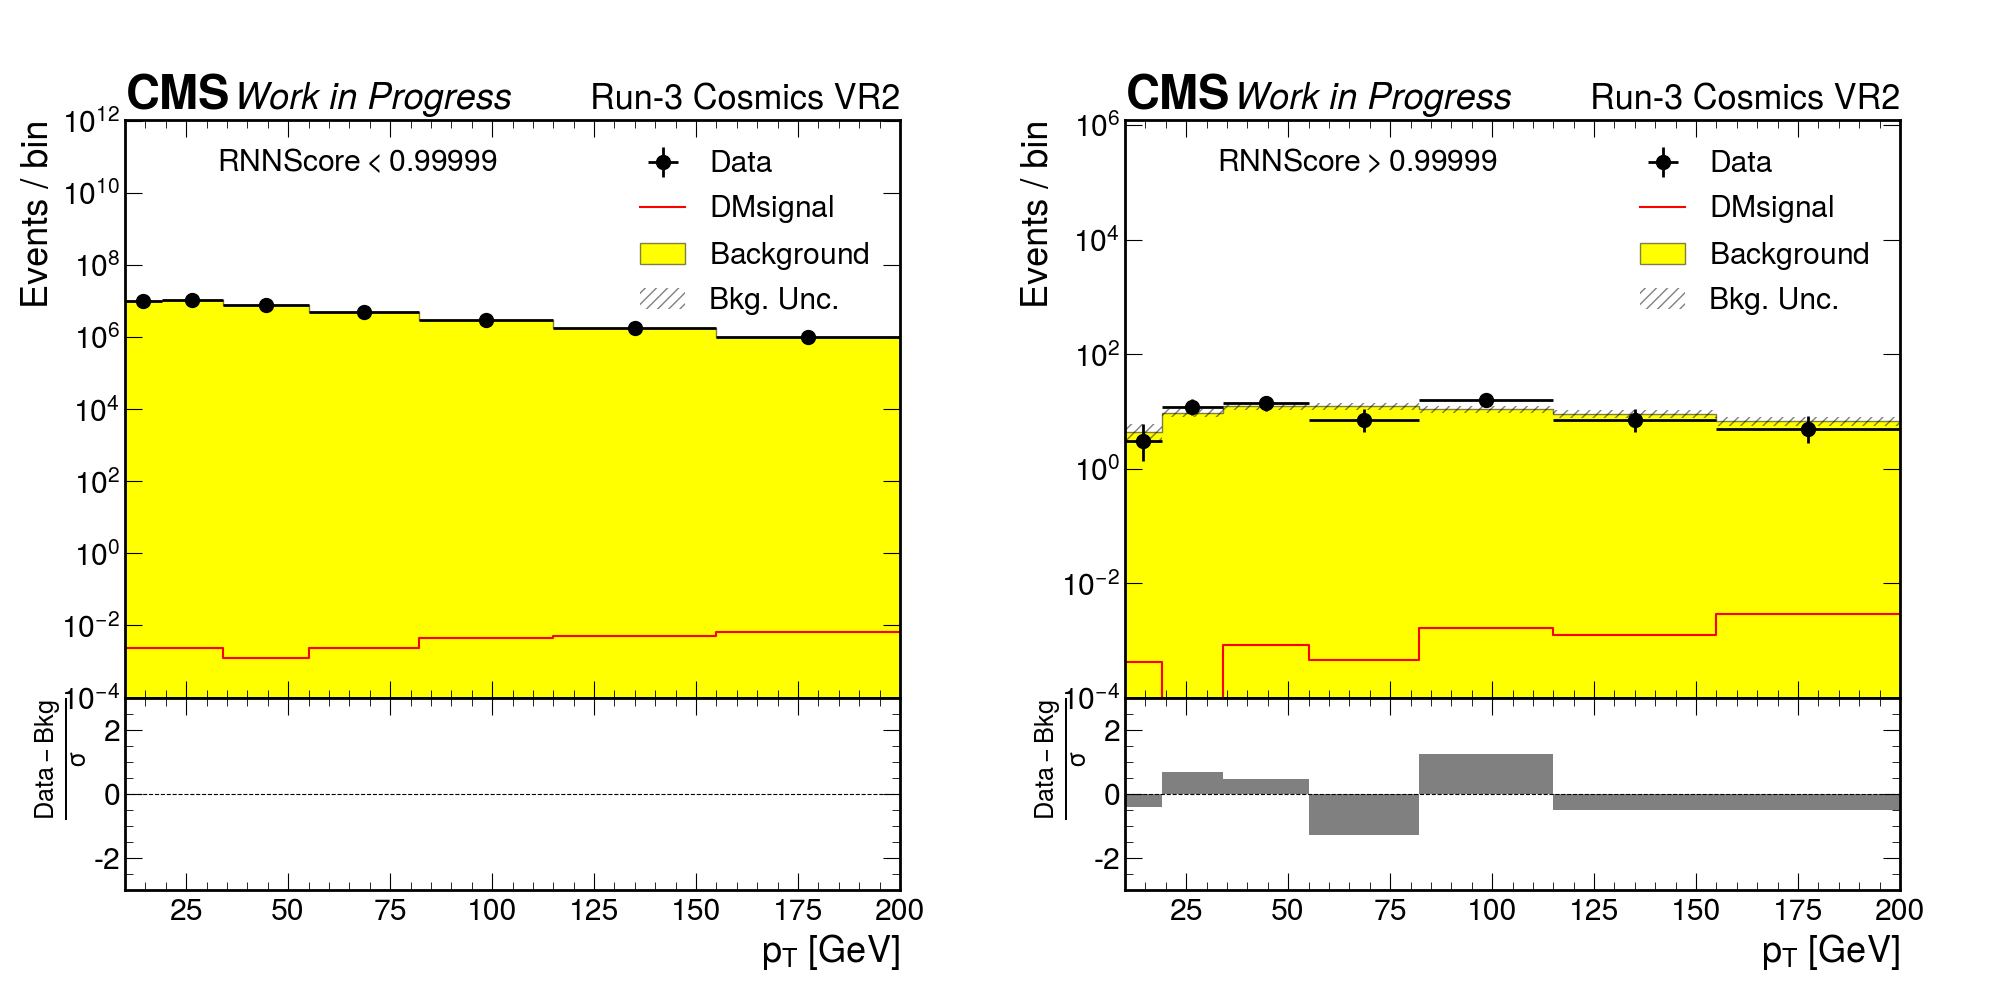 CMS Work in Progress Run-3 Cosmics VR2
Events / bin
10^12
10^10
10^8
10^6
10^4
10^2
10^0
10^−2
10^−4
RNNScore < 0.99999
Data
DMsignal
Background
Bkg. Unc.
Data − Bkg
σ
2
0
-2
25 50 75 100 125 150 175 200
p_T [GeV]
CMS Work in Progress Run-3 Cosmics VR2
Events / bin
10^6
10^4
10^2
10^0
10^−2
10^−4
RNNScore > 0.99999
Data
DMsignal
Background
Bkg. Unc.
Data − Bkg
σ
2
0
-2
25 50 75 100 125 150 175 200
p_T [GeV]